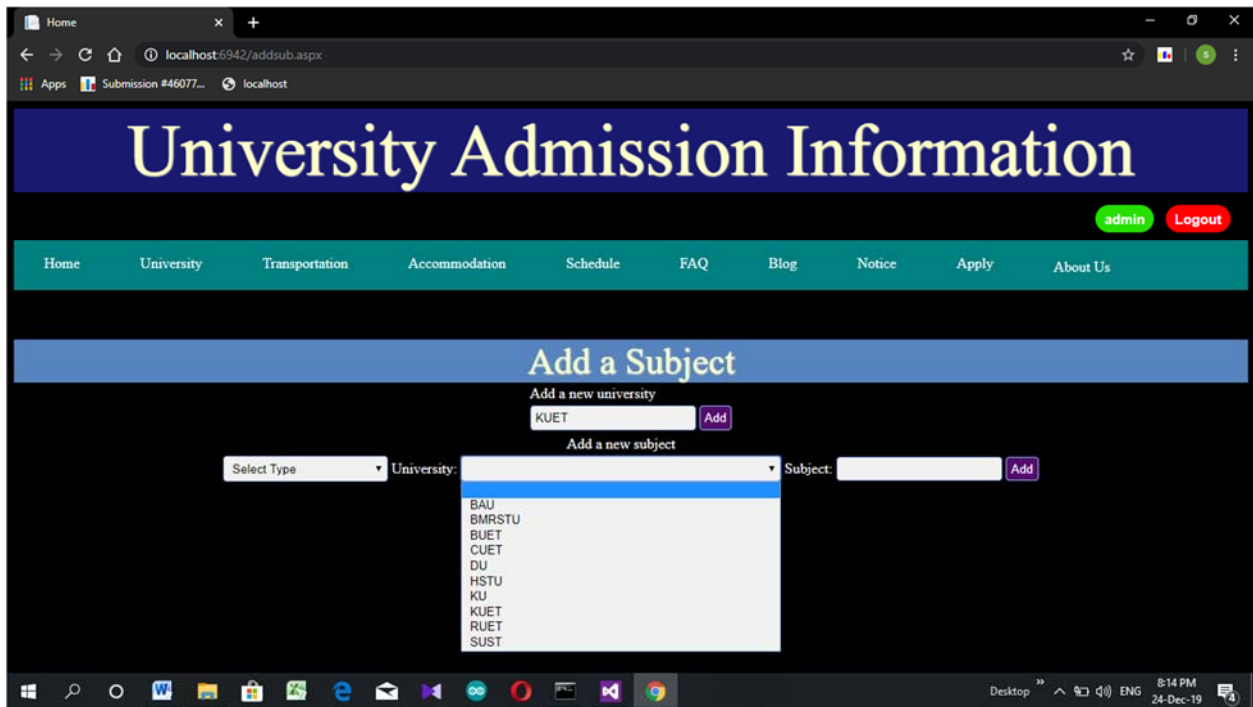 Home
localhost:6942/addsub.aspx
Apps Submission #46077... localhost
University Admission Information
admin Logout
Home University Transportation Accommodation Schedule FAQ Blog Notice Apply About Us
Add a Subject
Add a new university
KUET Add
Add a new subject
Select Type University: Subject: Add
BAU
BMRSTU
BUET
CUET
DU
HSTU
KU
KUET
RUET
SUST
Desktop ENG 8:14 PM
24-Dec-19